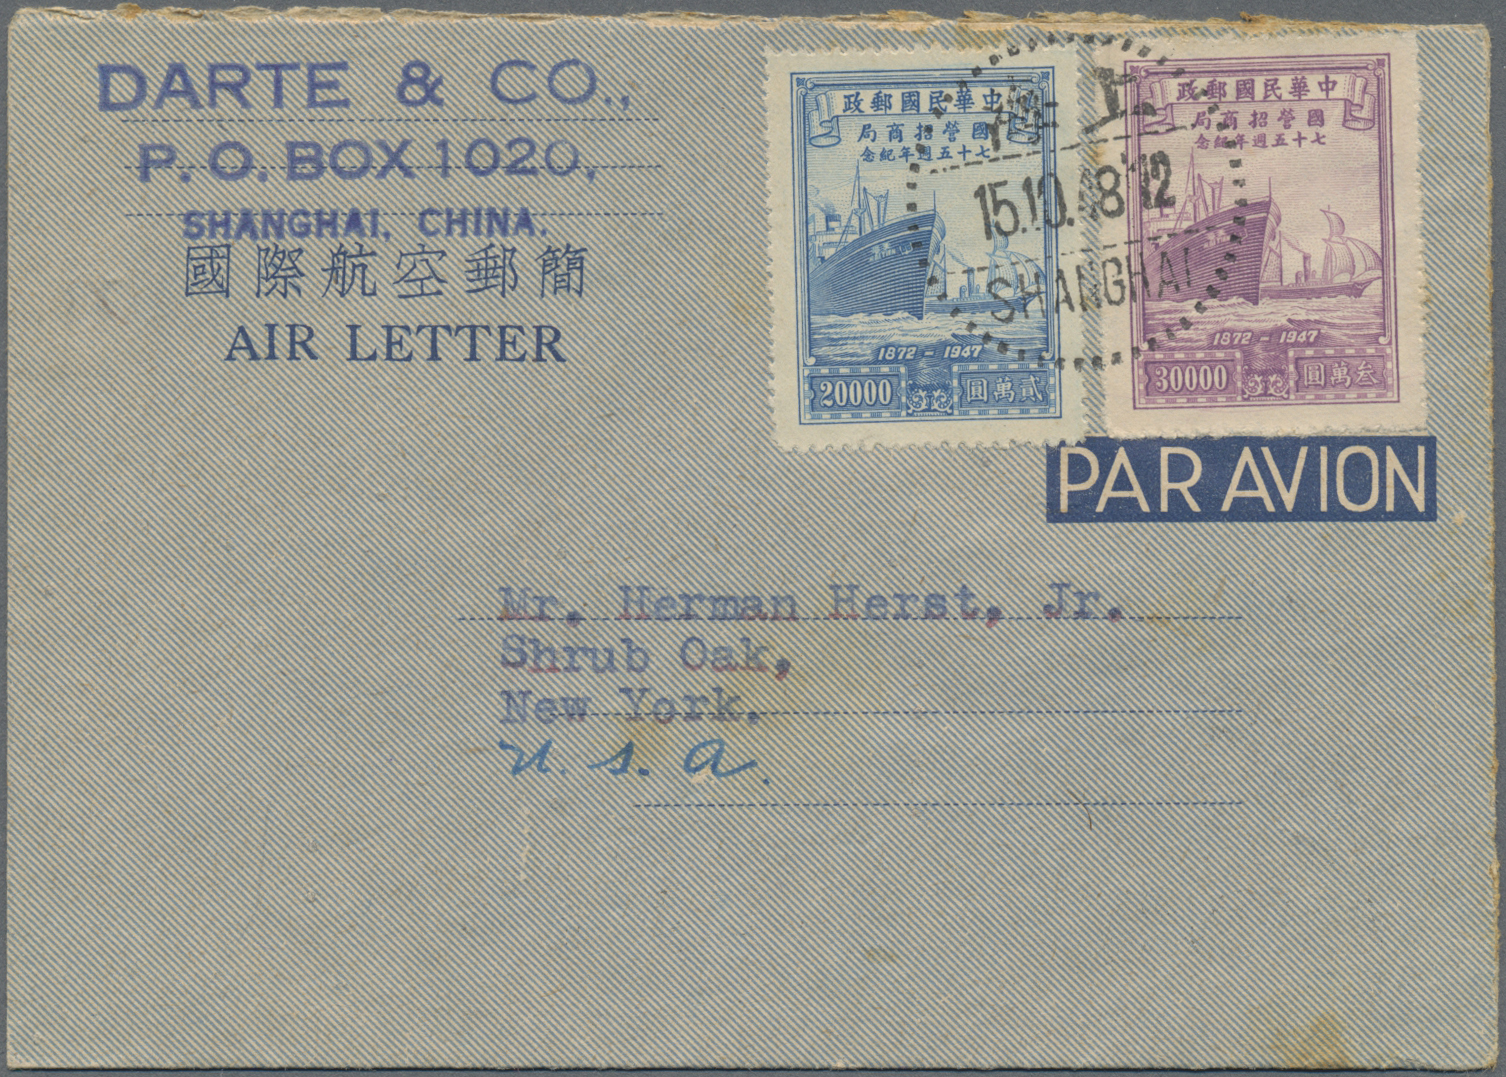 DARTE & CO.,
P. O. BOX 1020,
SHANGHAI, CHINA.
國際航空郵簡
AIR LETTER
政郵國民華中
局商招營國
念紀年週五十七
1872 - 1947
20000 圓萬貳
政郵國民華中
局商招營國
念紀年週五十七
1872 - 1947
30000 圓萬叁
上海
15.10.48 12
SHANGHAI
PAR AVION
Mr. Herman Herst, Jr.
Shrub Oak,
New York.
U. S. A.